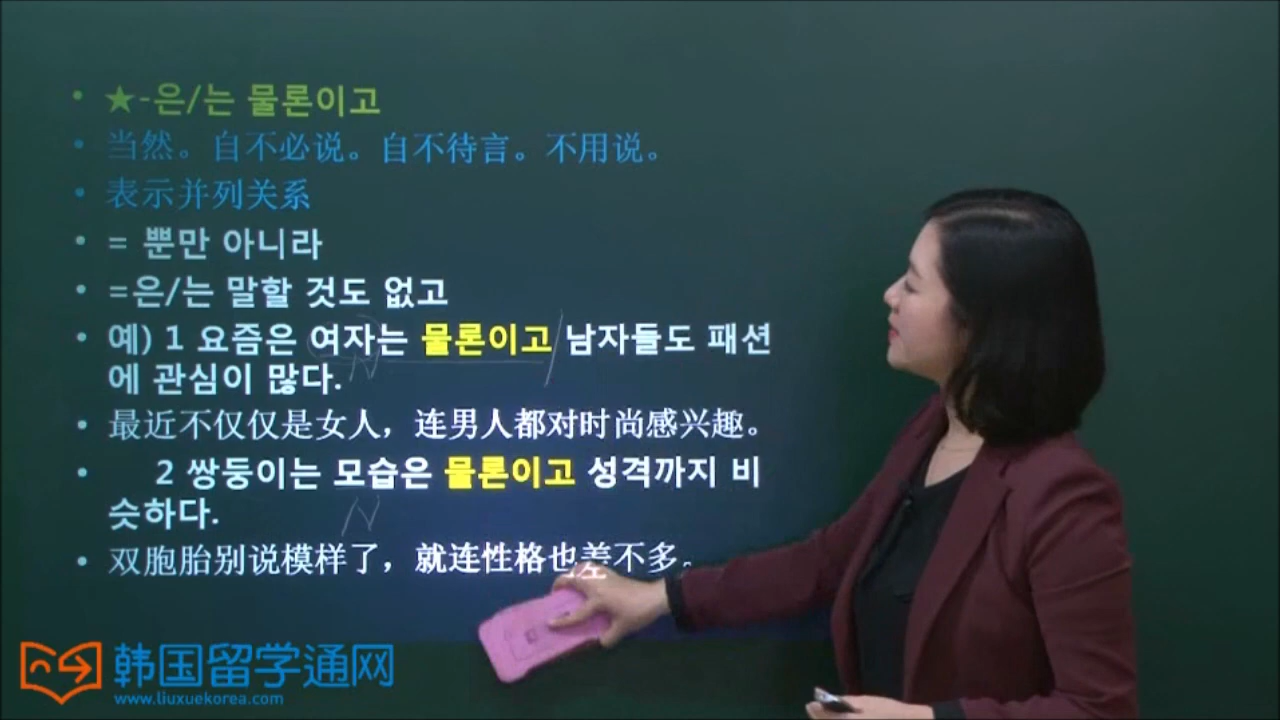 • ★-은/는 물론이고
• 当然。自不必说。自不待言。不用说。
• 表示并列关系
• = 뿐만 아니라
• =은/는 말할 것도 없고
• 예) 1 요즘은 여자는 물론이고 남자들도 패션
에 관심이 많다.
• 最近不仅仅是女人，连男人都对时尚感兴趣。
• 2 쌍둥이는 모습은 물론이고 성격까지 비
슷하다.
• 双胞胎别说模样了，就连性格也差不多。
N
N
韩国留学通网
www.liuxuekorea.com